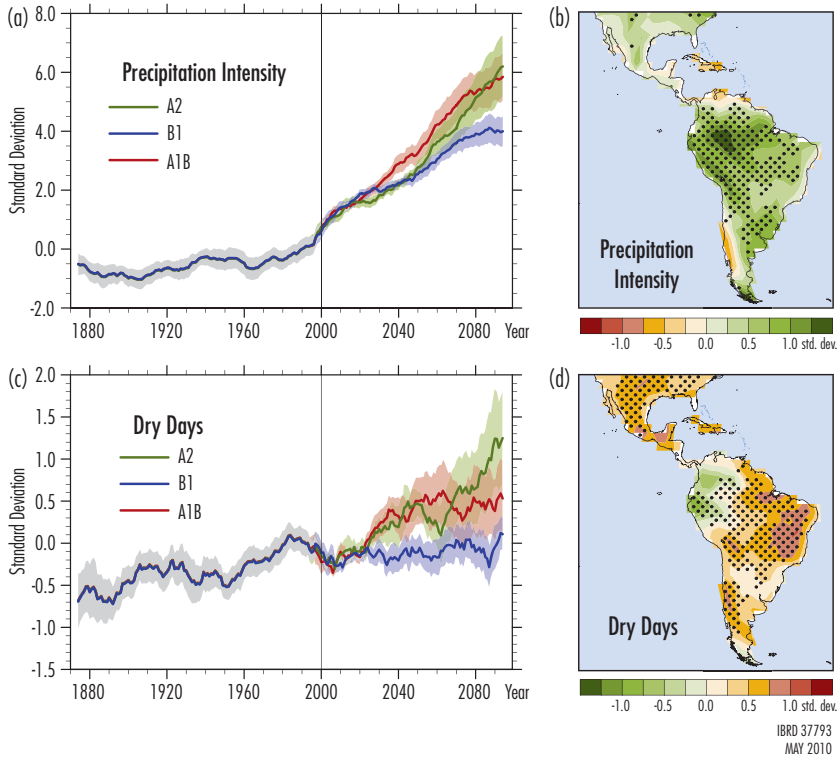 (a)
8.0
6.0
4.0
2.0
0.0
-2.0
Standard Deviation
Precipitation Intensity
A2
B1
A1B
1880 1920 1960 2000 2040 2080 Year
(b)
Precipitation
Intensity
-1.0 -0.5 0.0 0.5 1.0 std. dev.
(c)
2.0
1.5
1.0
0.5
0.0
-0.5
-1.0
-1.5
Standard Deviation
Dry Days
A2
B1
A1B
1880 1920 1960 2000 2040 2080 Year
(d)
Dry Days
-1.0 -0.5 0.0 0.5 1.0 std. dev.
IBRD 37793
MAY 2010